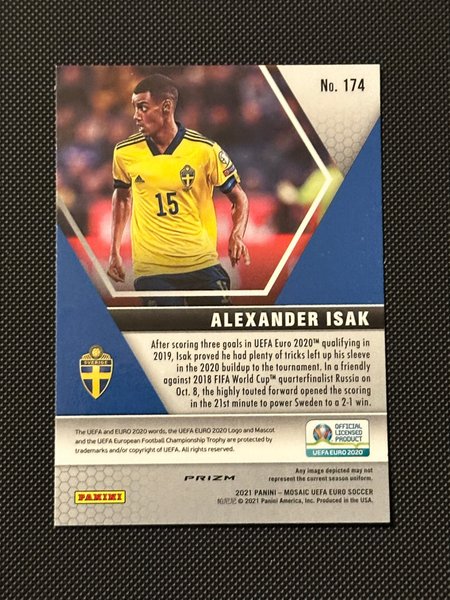 No. 174
15
15
ALEXANDER ISAK
After scoring three goals in UEFA Euro 2020™ qualifying in
2019, Isak proved he had plenty of tricks left up his sleeve
in the 2020 buildup to the tournament. In a friendly
against 2018 FIFA World Cup™ quarterfinalist Russia on
Oct. 8, the highly touted forward opened the scoring
in the 21st minute to power Sweden to a 2-1 win.
SVERIGE
The UEFA and EURO 2020 words, the UEFA EURO 2020 Logo and Mascot
and the UEFA European Football Championship Trophy are protected by
trademarks and/or copyright of UEFA. All rights reserved.
OFFICIAL
LICENSED
PRODUCT
UEFA EURO 2020
PANINI
PRIZM
Any image depicted may not
represent the current season uniform.
2021 PANINI – MOSAIC UEFA EURO SOCCER
帕尼尼 © 2021 Panini America, Inc. Produced in the USA.